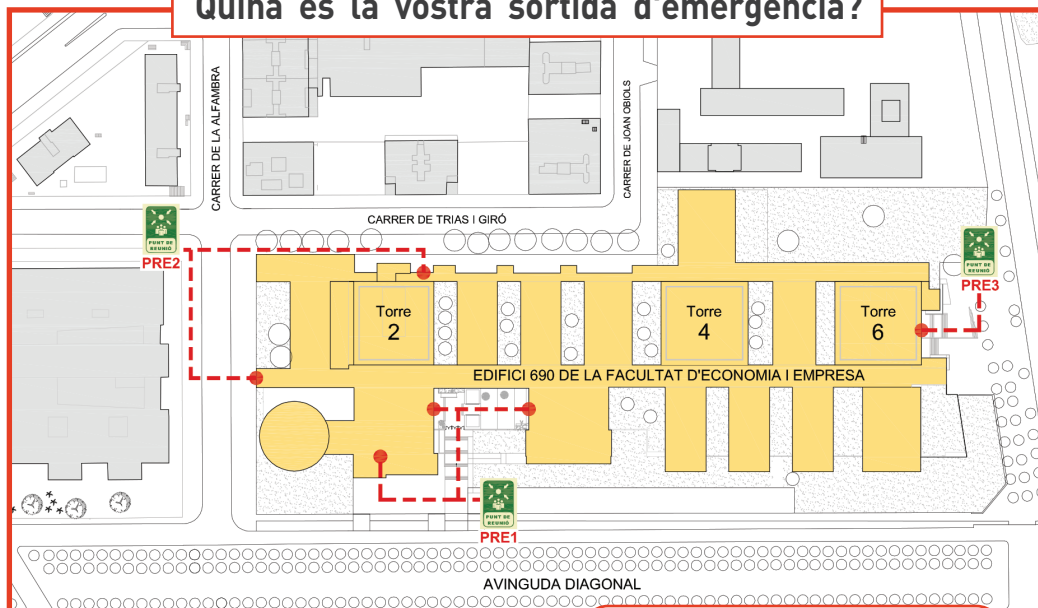 Quina és la vostra sortida d'emergència?
CARRER DE LA ALFAMBRA
CARRER DE JOAN OBIOLS
CARRER DE TRIAS I GIRÓ
PUNT DE
REUNIÓ
PRE2
PUNT DE
REUNIÓ
PRE3
Torre
2
Torre
4
Torre
6
EDIFICI 690 DE LA FACULTAT D'ECONOMIA I EMPRESA
PUNT DE
REUNIÓ
PRE1
AVINGUDA DIAGONAL